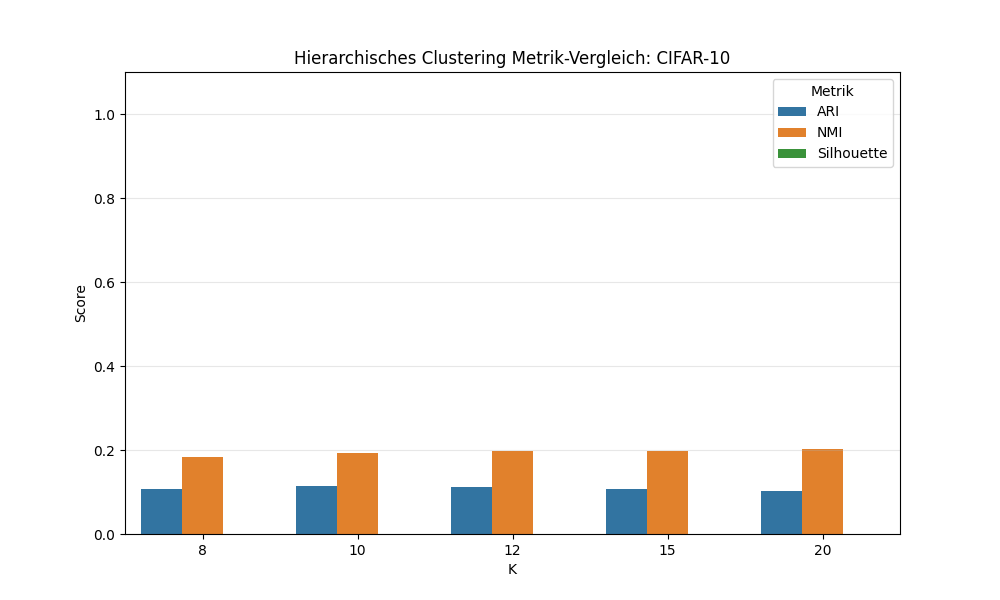 Hierarchisches Clustering Metrik-Vergleich: CIFAR-10
Metrik
ARI
NMI
Silhouette
Score
1.0
0.8
0.6
0.4
0.2
0.0
8 10 12 15 20
K